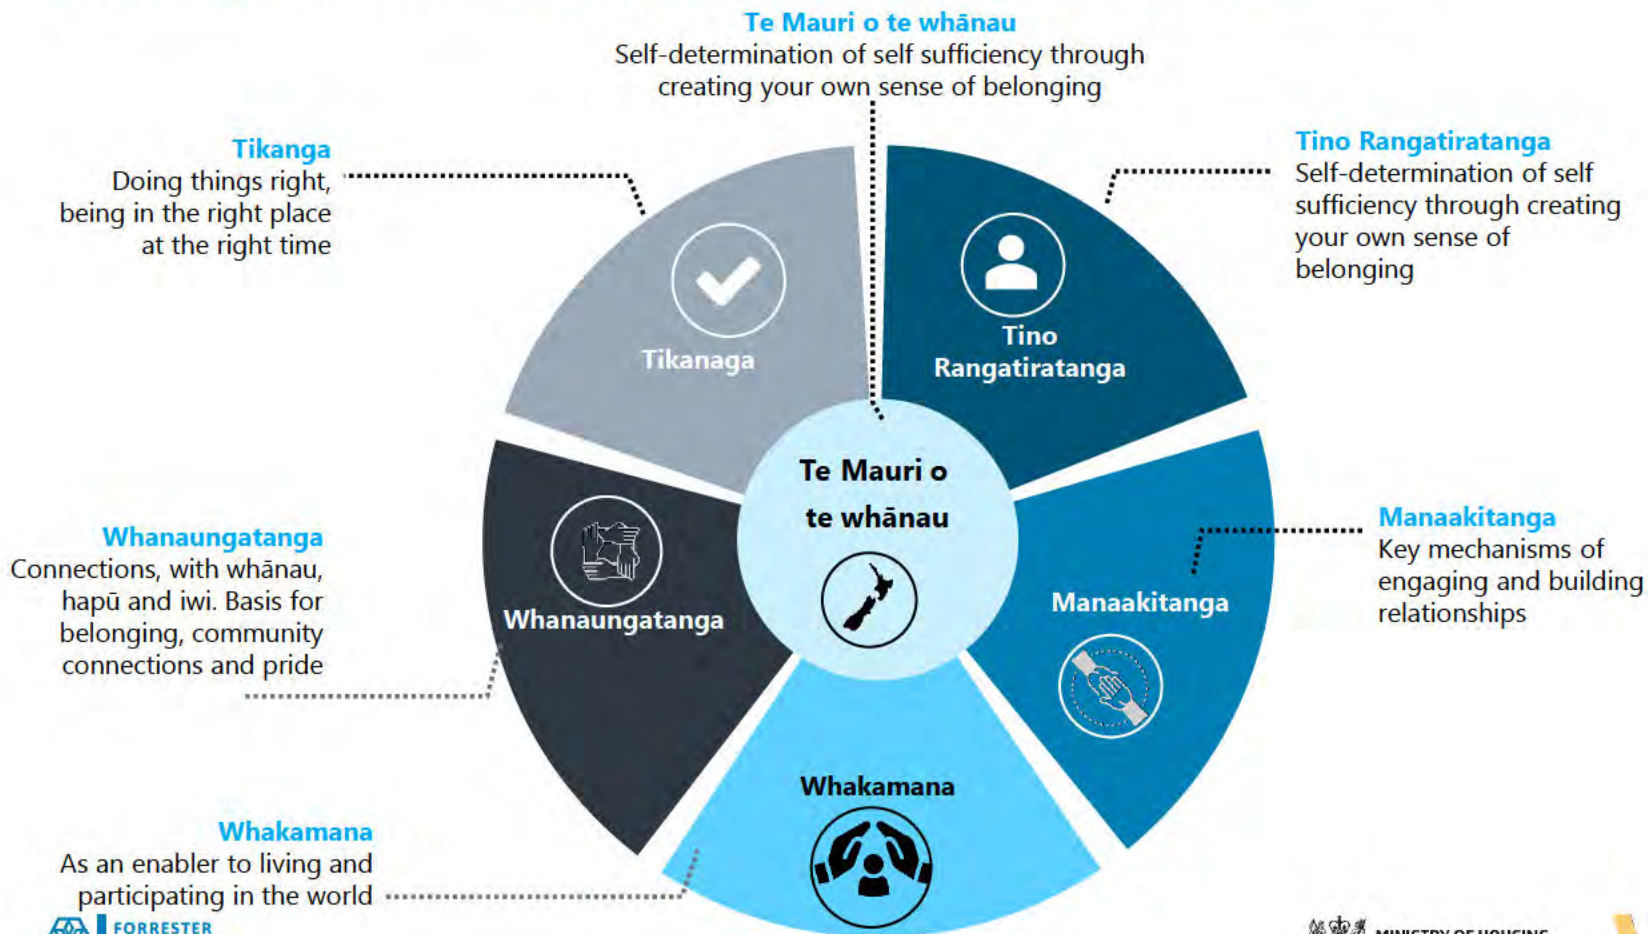 Te Mauri o te whānau
Self-determination of self sufficiency through
creating your own sense of belonging
Tikanga
Doing things right,
being in the right place
at the right time
Tino Rangatiratanga
Self-determination of self
sufficiency through creating
your own sense of
belonging
Tikanaga
Tino
Rangatiratanga
Te Mauri o
te whānau
Whanaungatanga
Connections, with whānau,
hapū and iwi. Basis for
belonging, community
connections and pride
Whanaungatanga
Manaakitanga
Manaakitanga
Key mechanisms of
engaging and building
relationships
Whakamana
Whakamana
As an enabler to living and
participating in the world
FORRESTER
MINISTRY OF HOUSING